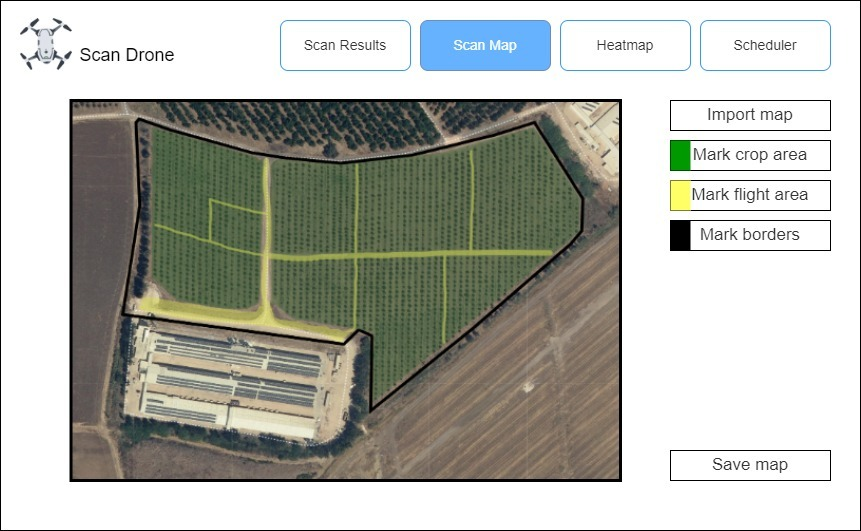 Scan Drone
Scan Results
Scan Map
Heatmap
Scheduler
Import map
Mark crop area
Mark flight area
Mark borders
Save map